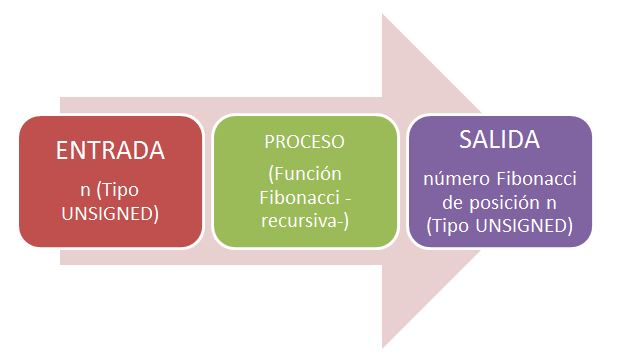 ENTRADA
n (Tipo
UNSIGNED)
PROCESO
(Función
Fibonacci -
recursiva-)
SALIDA
número Fibonacci
de posición n
(Tipo UNSIGNED)